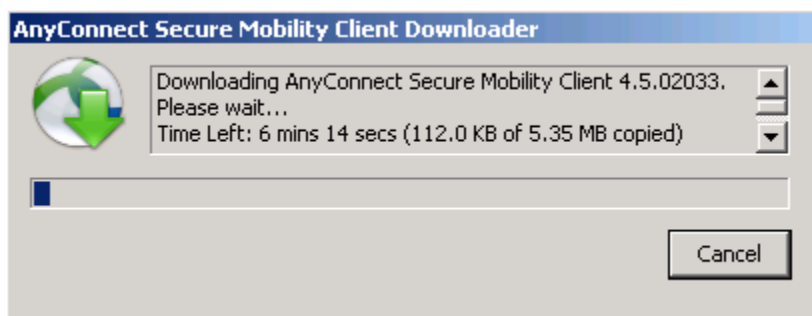 AnyConnect Secure Mobility Client Downloader
Downloading AnyConnect Secure Mobility Client 4.5.02033.
Please wait...
Time Left: 6 mins 14 secs (112.0 KB of 5.35 MB copied)
Cancel